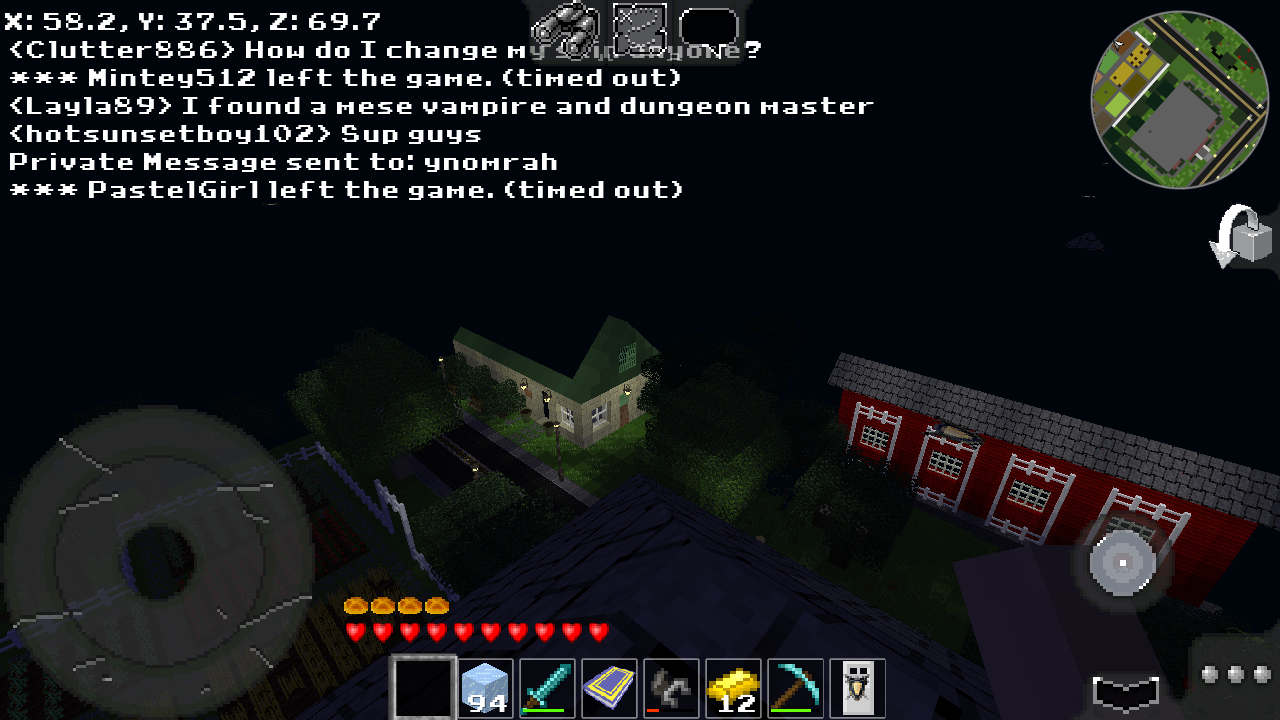 X: 58.2, Y: 37.5, Z: 69.7
<Clutter886> How do I change my skin anyone?
*** Mintey512 left the game. (timed out)
<Layla89> I found a mese vampire and dungeon master
<hotsunsetboy102> Sup guys
Private Message sent to: ynomrah
*** PastelGirl left the game. (timed out)
94
12